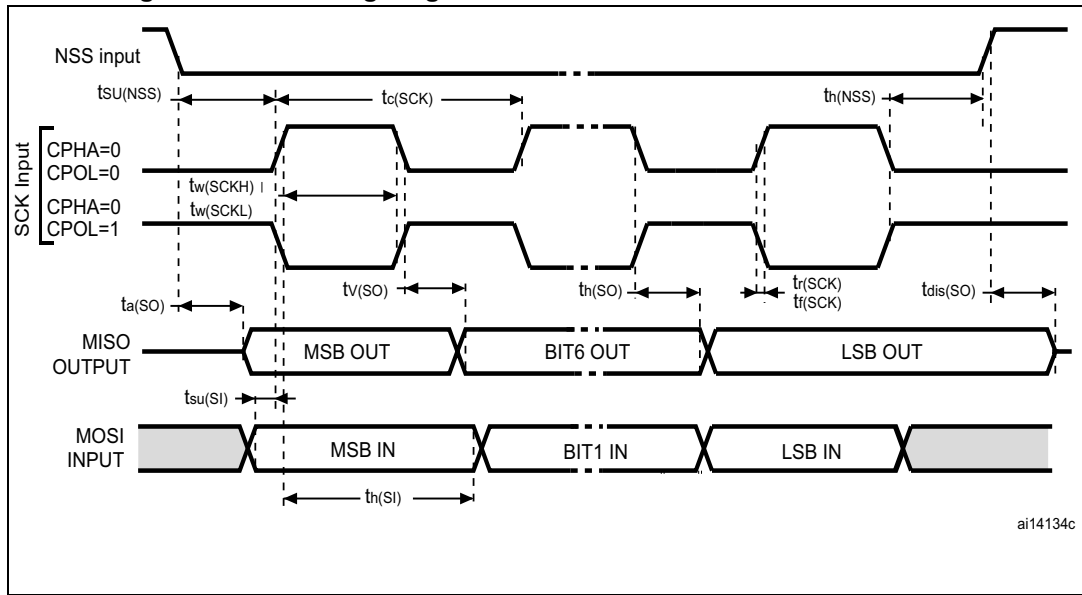 NSS input
tSU(NSS)
tc(SCK)
th(NSS)
SCK Input
CPHA=0
CPOL=0
tw(SCKH)
CPHA=0
tw(SCKL)
CPOL=1
ta(SO)
tV(SO)
th(SO)
tr(SCK)
tf(SCK)
tdis(SO)
MISO
OUTPUT
MSB OUT
BIT6 OUT
LSB OUT
tsu(SI)
MOSI
INPUT
MSB IN
BIT1 IN
LSB IN
th(SI)
ai14134c